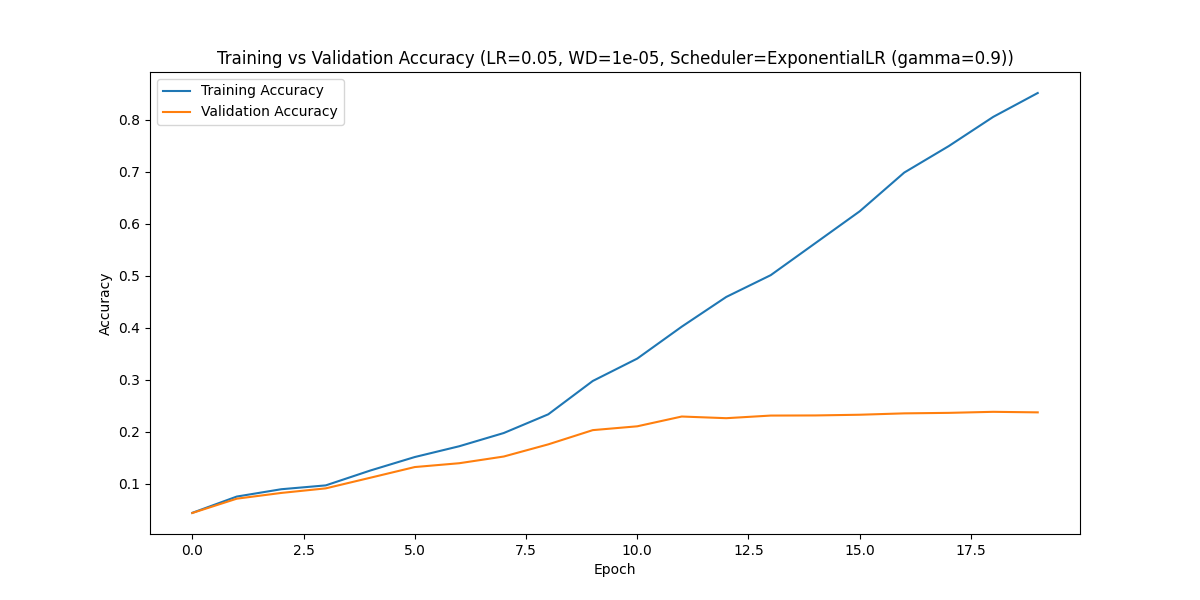 Training vs Validation Accuracy (LR=0.05, WD=1e-05, Scheduler=ExponentialLR (gamma=0.9))
Training Accuracy
Validation Accuracy
Accuracy
0.8
0.7
0.6
0.5
0.4
0.3
0.2
0.1
0.0 2.5 5.0 7.5 10.0 12.5 15.0 17.5
Epoch